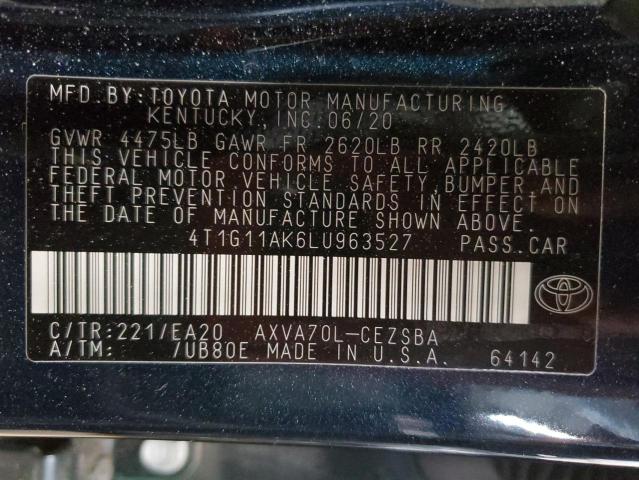 MFD.BY:TOYOTA MOTOR MANUFACTURING
KENTUCKY, INC.06/20
GVWR 4475LB GAWR FR 2620LB RR 2420LB
THIS VEHICLE CONFORMS TO ALL APPLICABLE
FEDERAL MOTOR VEHICLE SAFETY,BUMPER,AND
THEFT PREVENTION STANDARDS IN EFFECT ON
THE DATE OF MANUFACTURE SHOWN ABOVE.
4T1G11AK6LU963527 PASS.CAR
C/TR:221/EA20 AXVA70L-CEZSBA
A/TM: /UB80E MADE IN U.S.A. 64142